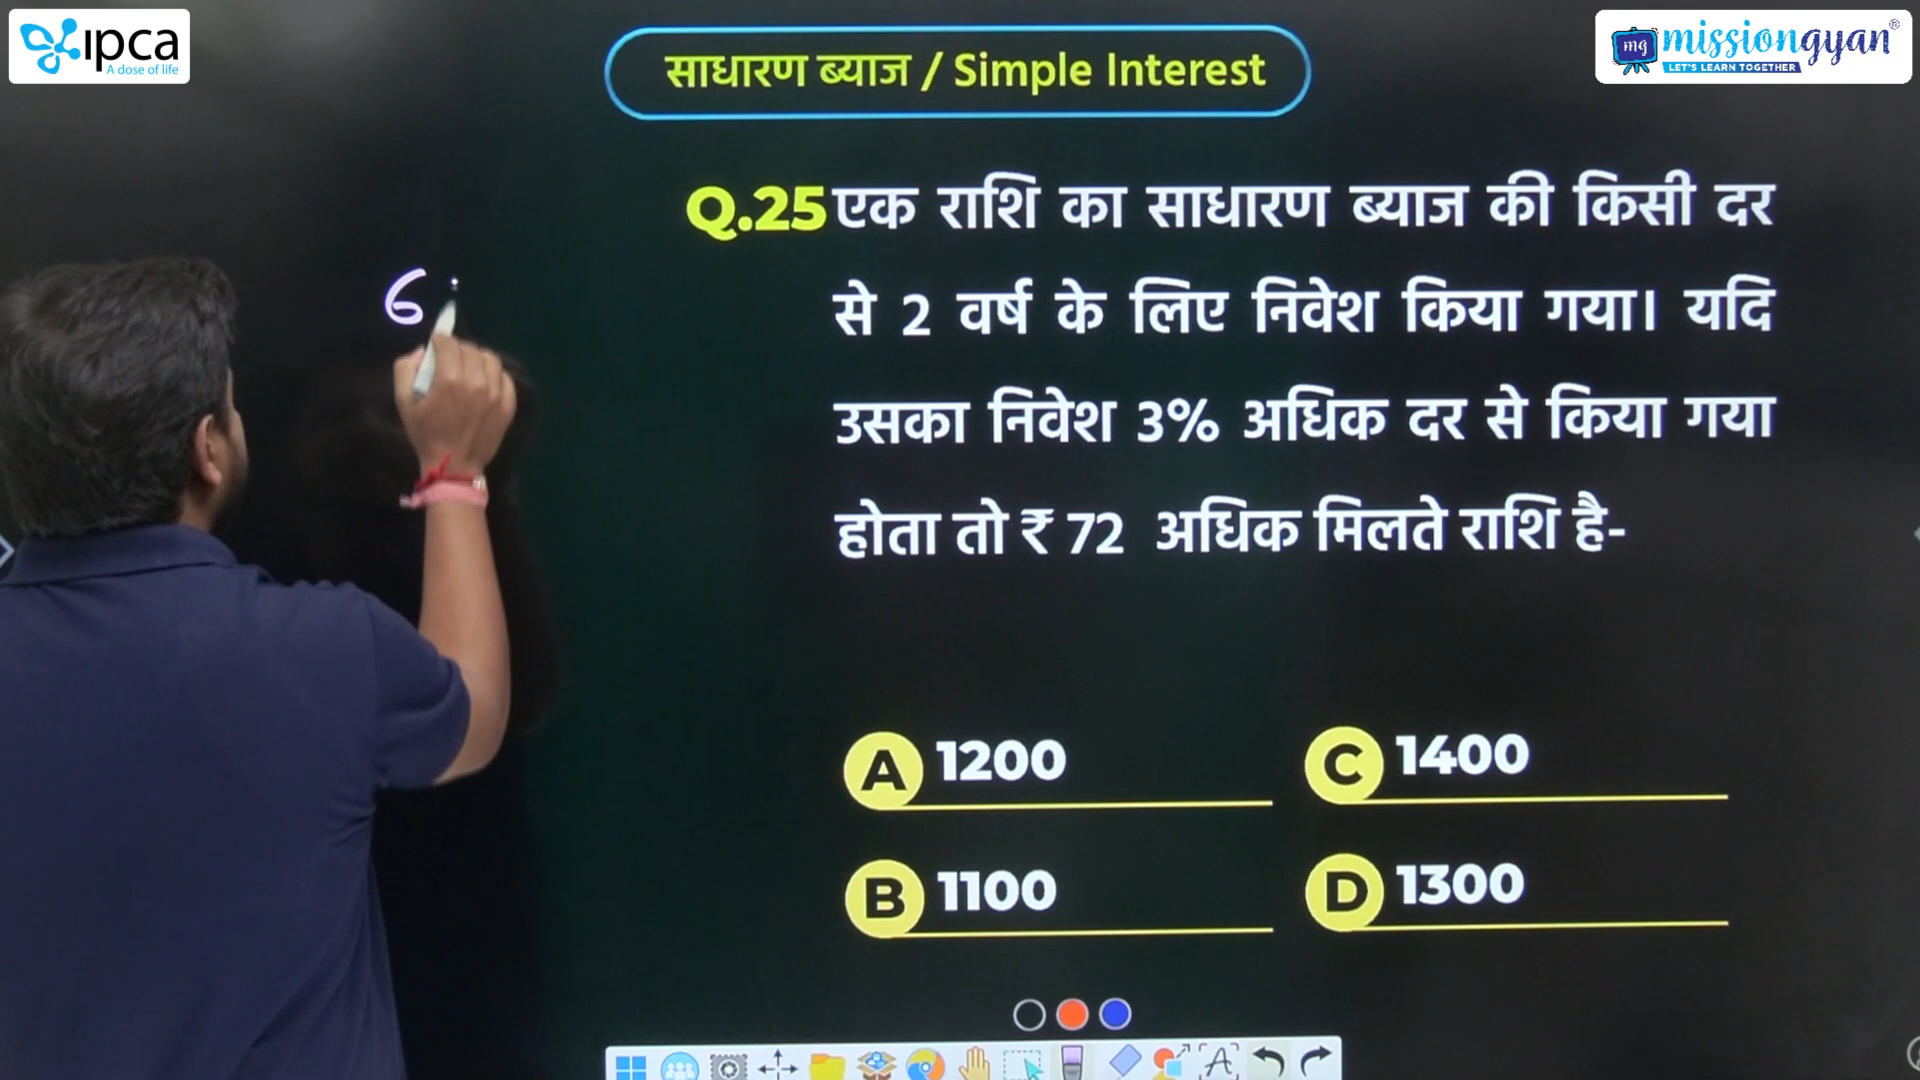 ipca
A dose of life
साधारण ब्याज / Simple Interest
mg missiongyan®
LET'S LEARN TOGETHER
Q.25 एक राशि का साधारण ब्याज की किसी दर
से 2 वर्ष के लिए निवेश किया गया। यदि
उसका निवेश 3% अधिक दर से किया गया
होता तो ₹ 72 अधिक मिलते राशि है-
6
A 1200
C 1400
B 1100
D 1300
A